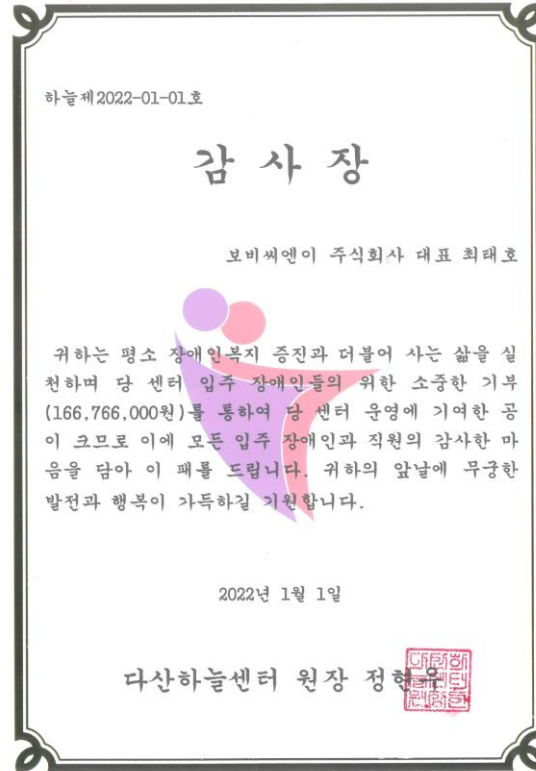 하늘제2022-01-01호
감 사 장
보비씨엔이 주식회사 대표 최태호
귀하는 평소 장애인복지 증진과 더불어 사는 삶을 실
천하며 당 센터 입주 장애인들의 위한 소중한 기부
(166,766,000원)를 통하여 당 센터 운영에 기여한 공
이 크므로 이에 모든 입주 장애인과 직원의 감사한 마
음을 담아 이 패를 드립니다. 귀하의 앞날에 무궁한
발전과 행복이 가득하길 기원합니다.
2022년 1월 1일
다산하늘센터 원장 정현욱